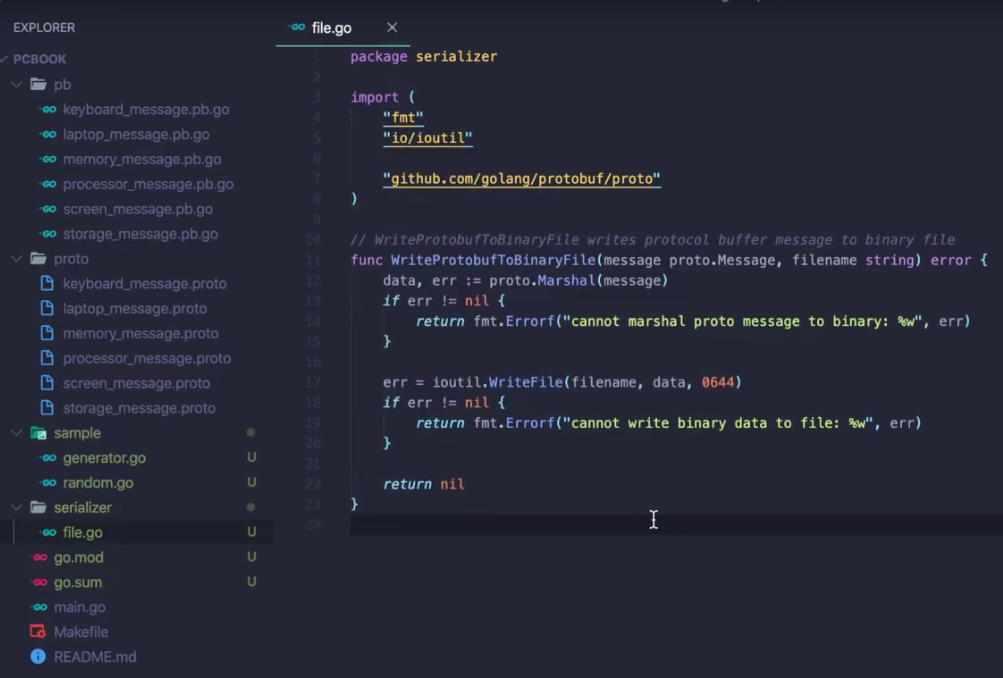 EXPLORER
PCBOOK
pb
keyboard_message.pb.go
laptop_message.pb.go
memory_message.pb.go
processor_message.pb.go
screen_message.pb.go
storage_message.pb.go
proto
keyboard_message.proto
laptop_message.proto
memory_message.proto
processor_message.proto
screen_message.proto
storage_message.proto
sample
generator.go U
random.go U
serializer
file.go U
go.mod U
go.sum U
main.go
Makefile
README.md
file.go
1 package serializer
2
3 import (
4 "fmt"
5 "io/ioutil"
6
7 "github.com/golang/protobuf/proto"
8 )
9
10 // WriteProtobufToBinaryFile writes protocol buffer message to binary file
11 func WriteProtobufToBinaryFile(message proto.Message, filename string) error {
12 data, err := proto.Marshal(message)
13 if err != nil {
14 return fmt.Errorf("cannot marshal proto message to binary: %w", err)
15 }
16
17 err = ioutil.WriteFile(filename, data, 0644)
18 if err != nil {
19 return fmt.Errorf("cannot write binary data to file: %w", err)
20 }
21
22 return nil
23 }
24